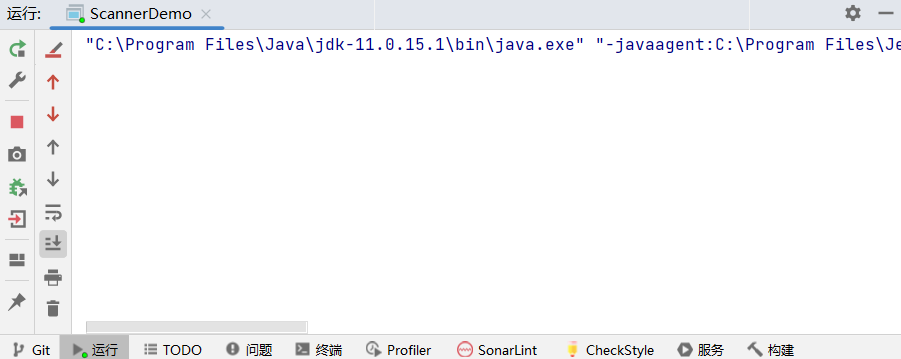 运行: ScannerDemo
"C:\Program Files\Java\jdk-11.0.15.1\bin\java.exe" "-javaagent:C:\Program Files\Je
Git 运行 TODO 问题 终端 Profiler SonarLint CheckStyle 服务 构建